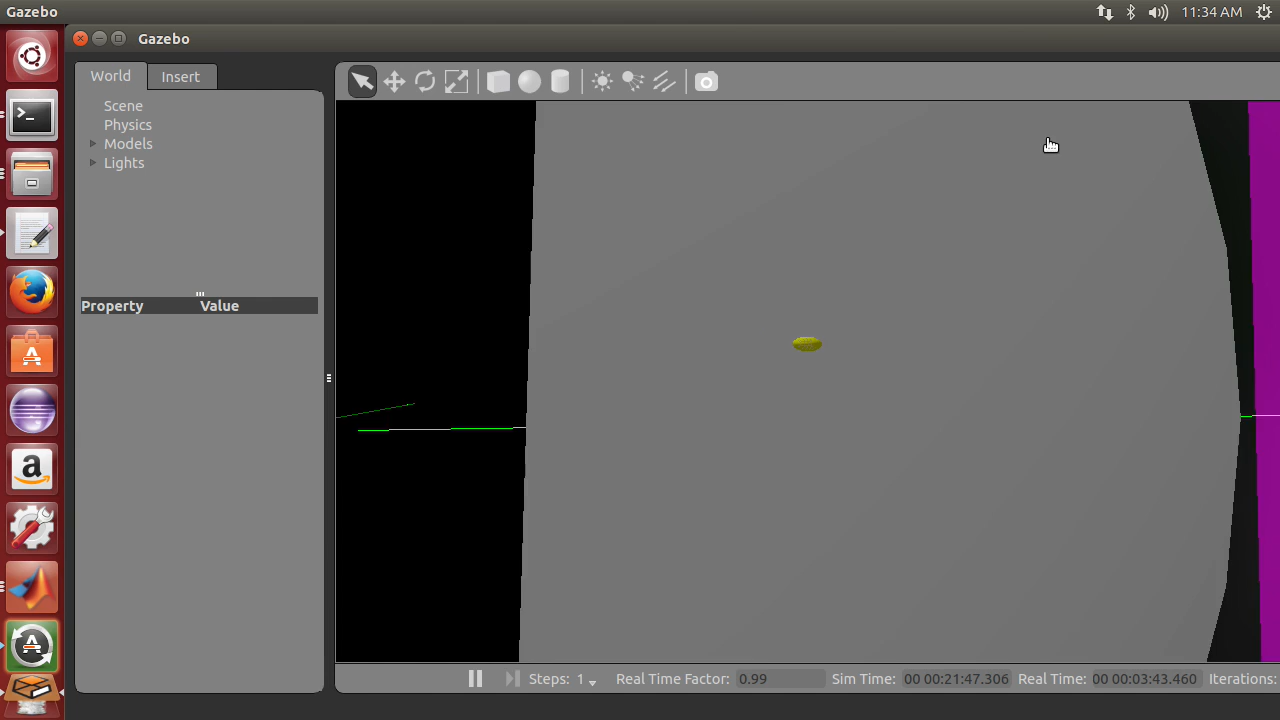 Gazebo
11:34 AM
Gazebo
World Insert
Scene
Physics
Models
Lights
Property Value
Steps: 1 Real Time Factor: 0.99 Sim Time: 00 00:21:47.306 Real Time: 00 00:03:43.460 Iterations: